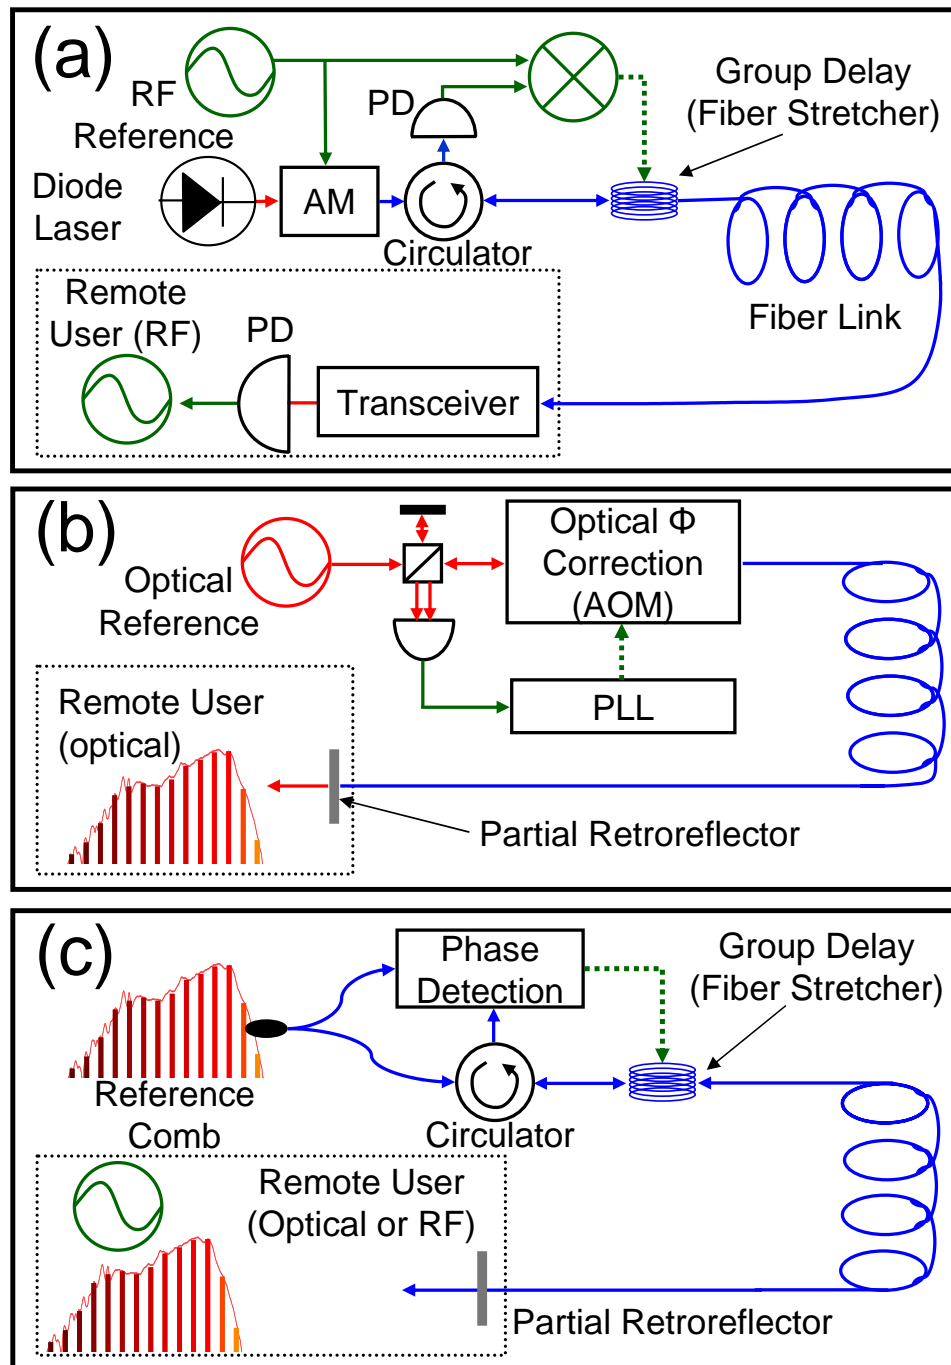 (a)
RF
Reference
PD
Group Delay
(Fiber Stretcher)
Diode
Laser
AM
Circulator
Fiber Link
Remote
User (RF)
PD
Transceiver
(b)
Optical
Reference
Optical Φ
Correction
(AOM)
PLL
Remote User
(optical)
Partial Retroreflector
(c)
Phase
Detection
Group Delay
(Fiber Stretcher)
Reference
Comb
Circulator
Remote User
(Optical or RF)
Partial Retroreflector